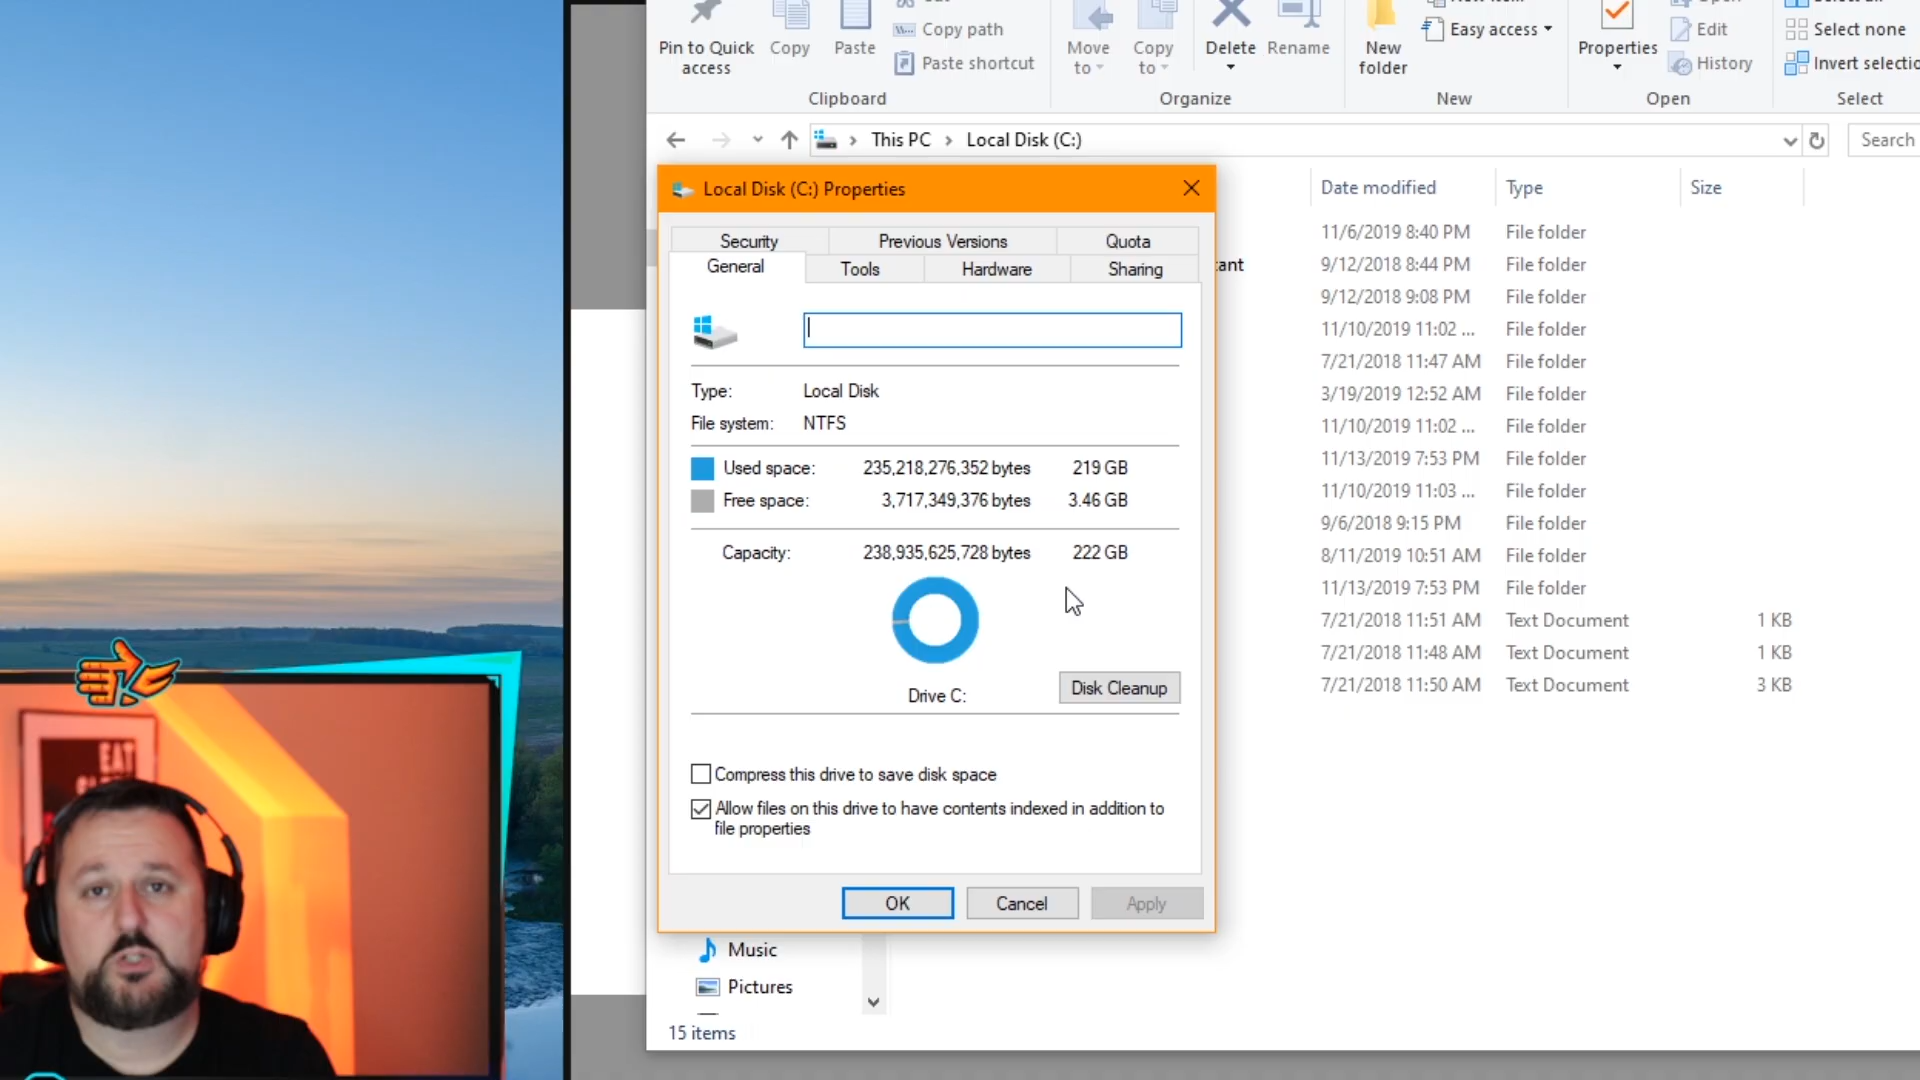 Pin to Quick access
Copy
Paste
Copy path
Paste shortcut
Move to
Copy to
Delete
Rename
New folder
Easy access
Properties
Edit
History
Select none
Invert selectio
Clipboard
Organize
New
Open
Select
This PC
Local Disk (C:)
Search
Local Disk (C:) Properties
Security
Previous Versions
Quota
General
Tools
Hardware
Sharing
Type: Local Disk
File system: NTFS
Used space: 235,218,276,352 bytes 219 GB
Free space: 3,717,349,376 bytes 3.46 GB
Capacity: 238,935,625,728 bytes 222 GB
Drive C:
Disk Cleanup
Compress this drive to save disk space
Allow files on this drive to have contents indexed in addition to
file properties
OK
Cancel
Apply
Date modified Type Size
11/6/2019 8:40 PM File folder
tant 9/12/2018 8:44 PM File folder
9/12/2018 9:08 PM File folder
11/10/2019 11:02 ... File folder
7/21/2018 11:47 AM File folder
3/19/2019 12:52 AM File folder
11/10/2019 11:02 ... File folder
11/13/2019 7:53 PM File folder
11/10/2019 11:03 ... File folder
9/6/2018 9:15 PM File folder
8/11/2019 10:51 AM File folder
11/13/2019 7:53 PM File folder
7/21/2018 11:51 AM Text Document 1 KB
7/21/2018 11:48 AM Text Document 1 KB
7/21/2018 11:50 AM Text Document 3 KB
Music
Pictures
15 items
EAT